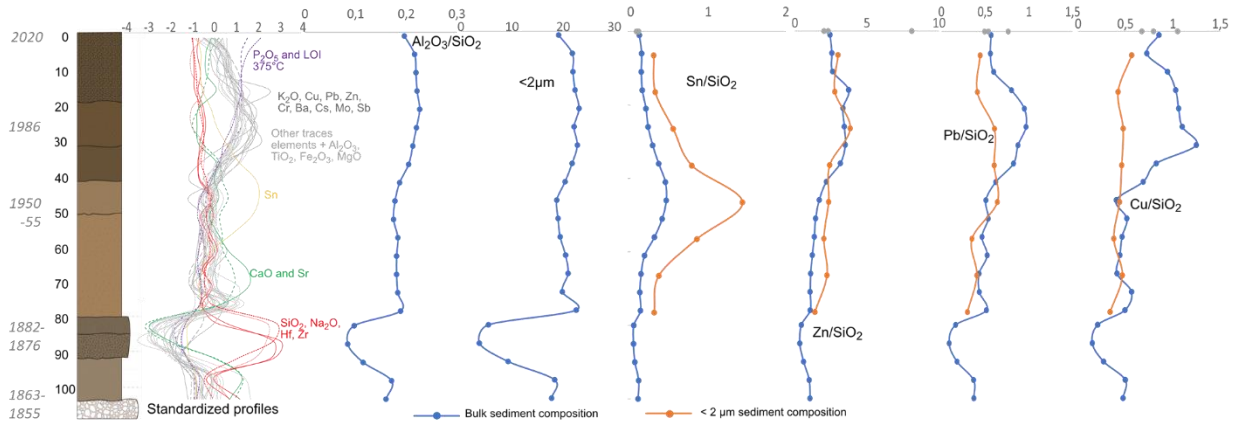 -5 -4 -3 -2 -1 0 1 2 3 4
0 0,1 0,2 0,3
0 10 20 30
0 1 2
0 5 10
0 0,5 1 1,5
0 0,5 1 1,5
2020
1986
1950
-55
1882-
1876
1863-
1855
0
10
20
30
40
50
60
70
80
90
100
P₂O₅ and LOI
375°C
K₂O, Cu, Pb, Zn,
Cr, Ba, Cs, Mo, Sb
Other traces
elements + Al₂O₃,
TiO₂, Fe₂O₃, MgO
Sn
CaO and Sr
SiO₂, Na₂O,
Hf, Zr
Standardized profiles
Al₂O₃/SiO₂
<2μm
Sn/SiO₂
Zn/SiO₂
Pb/SiO₂
Cu/SiO₂
Bulk sediment composition
< 2 μm sediment composition